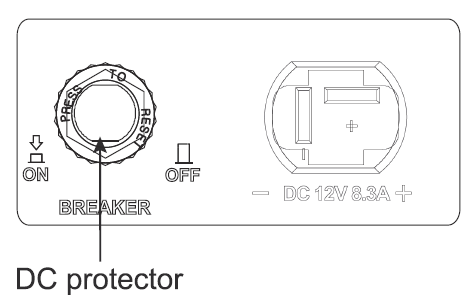 PRESS TO RESET
ON
OFF
BREAKER
− DC 12V 8.3A +
DC protector